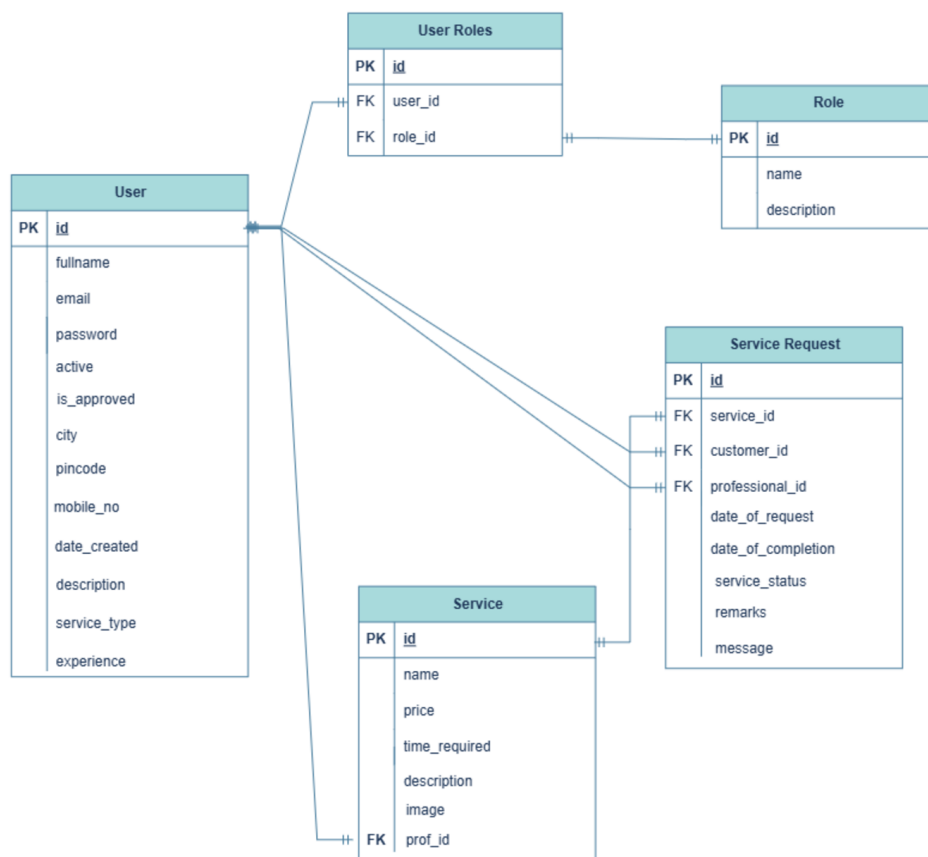 User Roles
PK id
FK user_id
FK role_id
Role
PK id
name
description
User
PK id
fullname
email
password
active
is_approved
city
pincode
mobile_no
date_created
description
service_type
experience
Service Request
PK id
FK service_id
FK customer_id
FK professional_id
date_of_request
date_of_completion
service_status
remarks
message
Service
PK id
name
price
time_required
description
image
FK prof_id